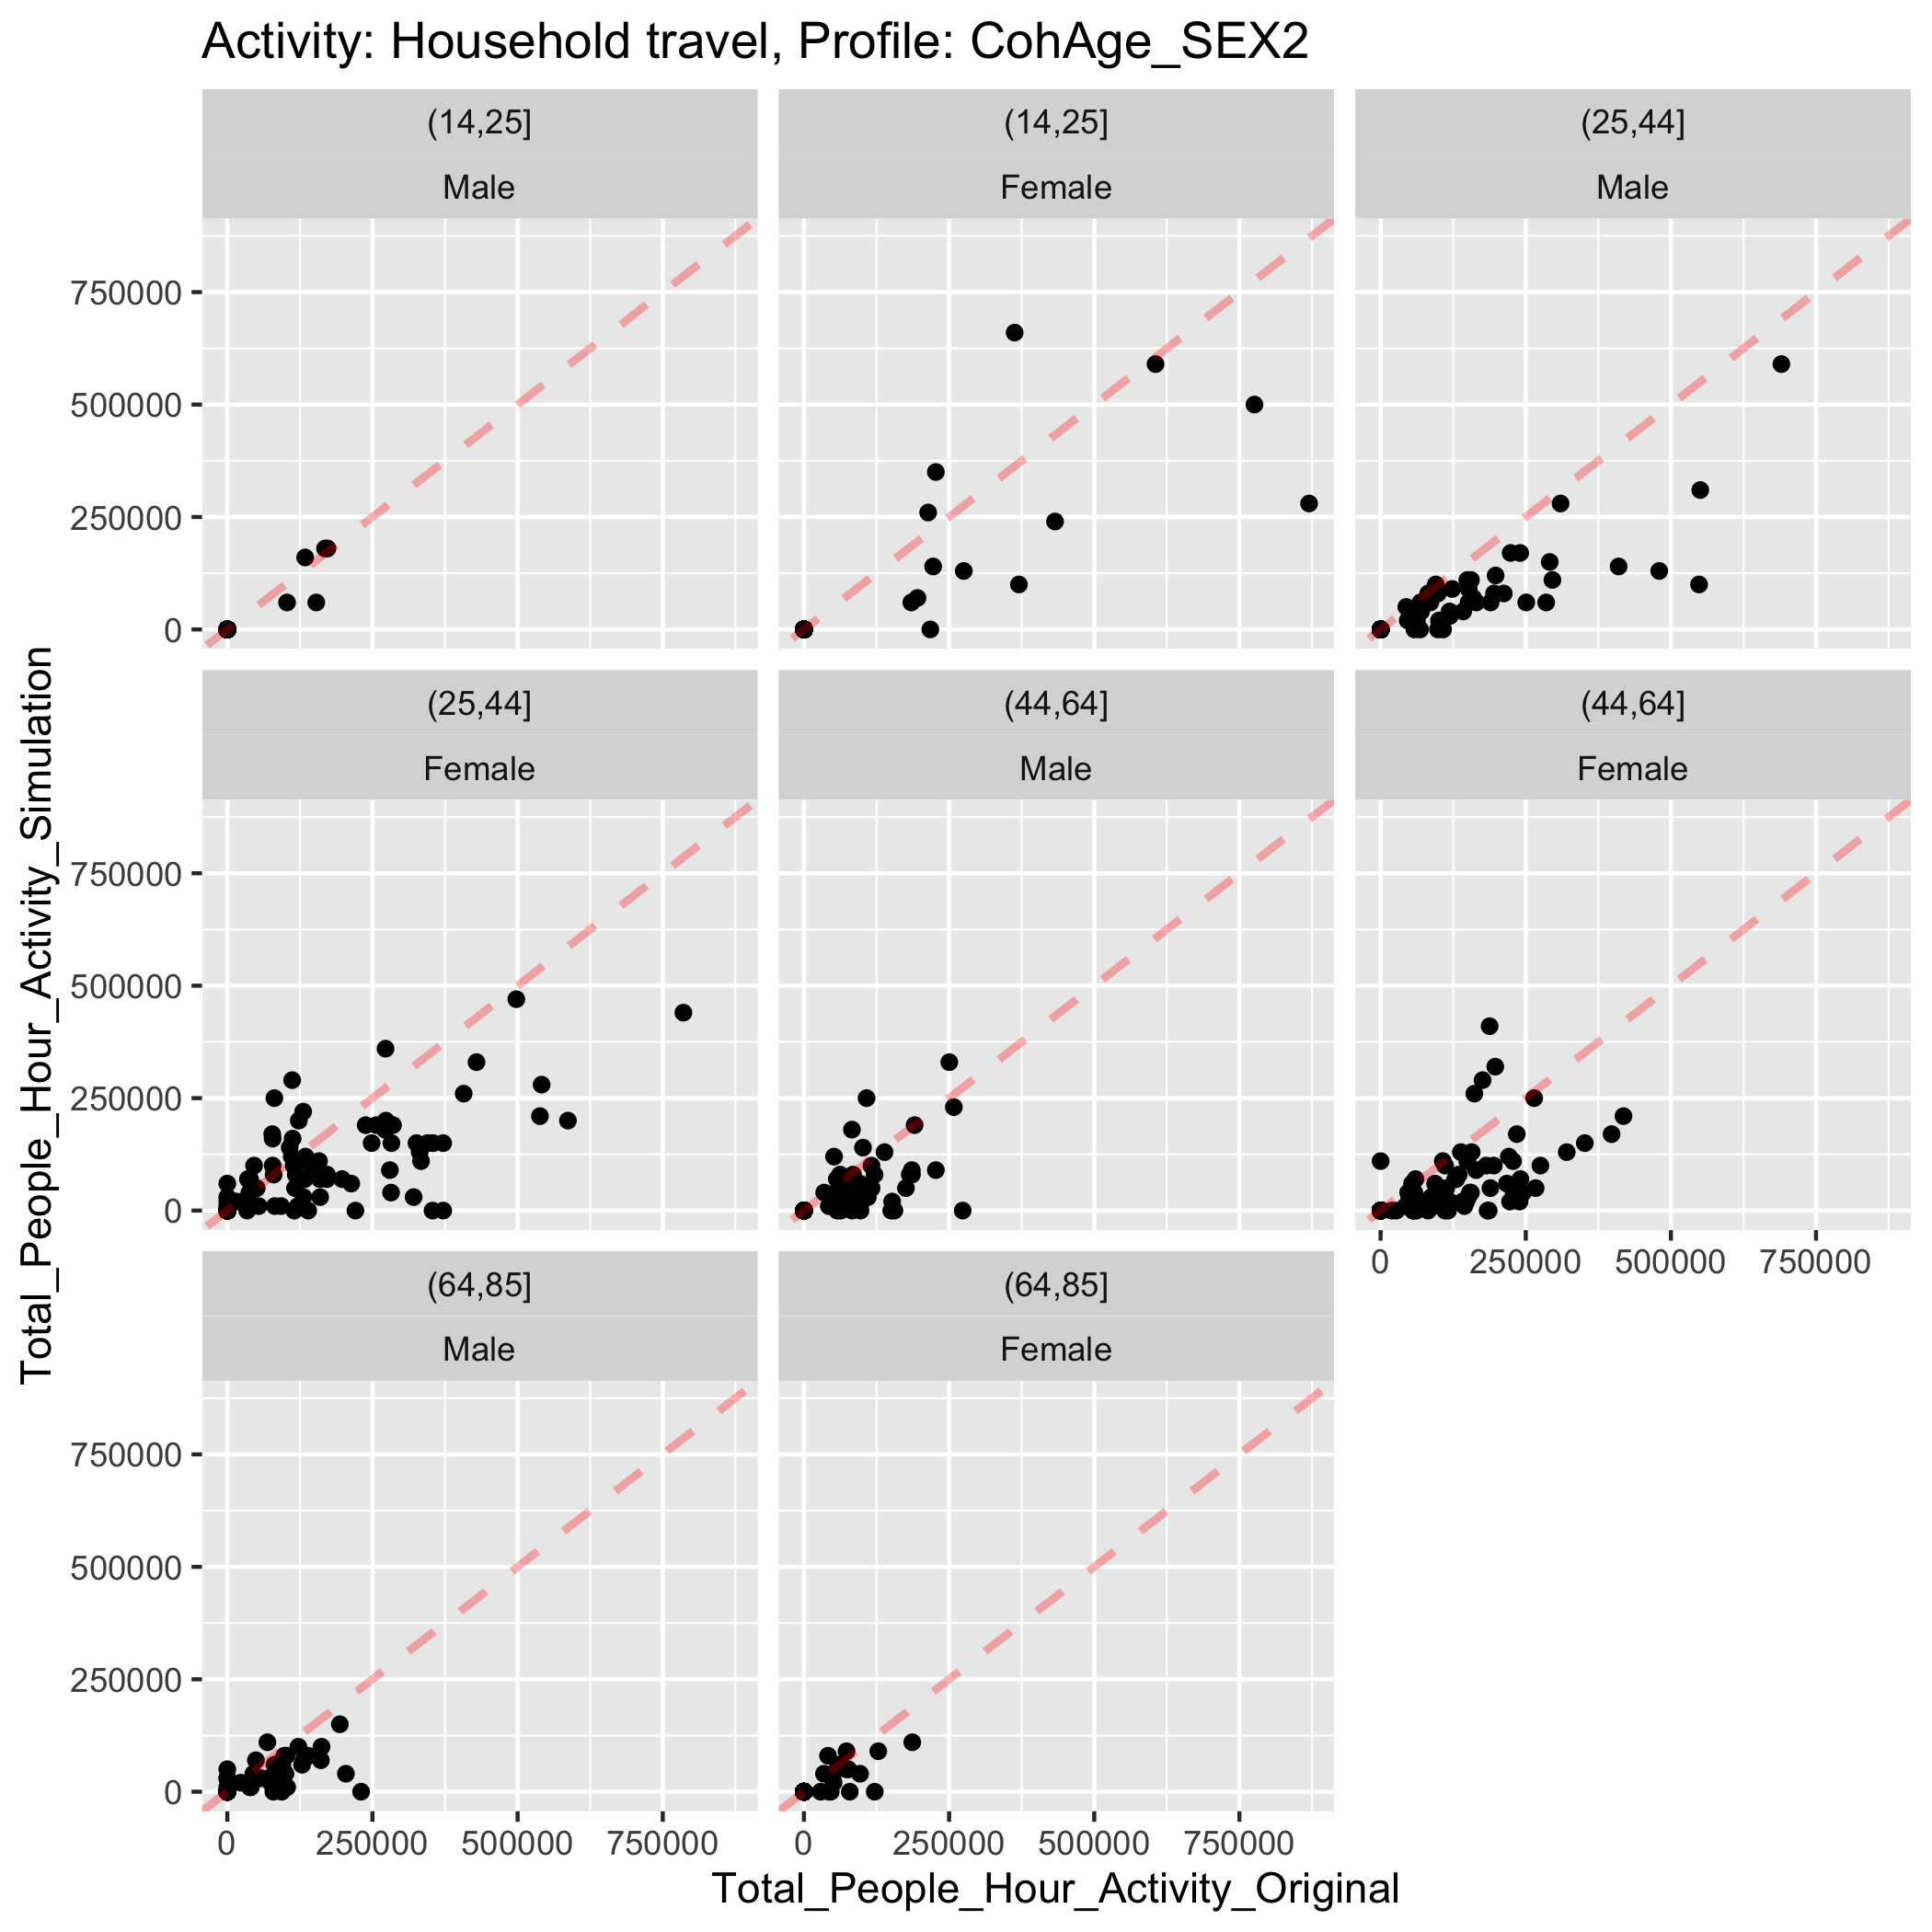 Activity: Household travel, Profile: CohAge_SEX2
(14,25]
(14,25]
(25,44]
Male
Female
Male
750000
500000
250000
0
(25,44]
(44,64]
(44,64]
Female
Male
Female
750000
500000
250000
0
0
250000
500000
750000
(64,85]
(64,85]
Male
Female
750000
500000
250000
0
0
250000
500000
750000
0
250000
500000
750000
Total_People_Hour_Activity_Original
Total_People_Hour_Activity_Simulation